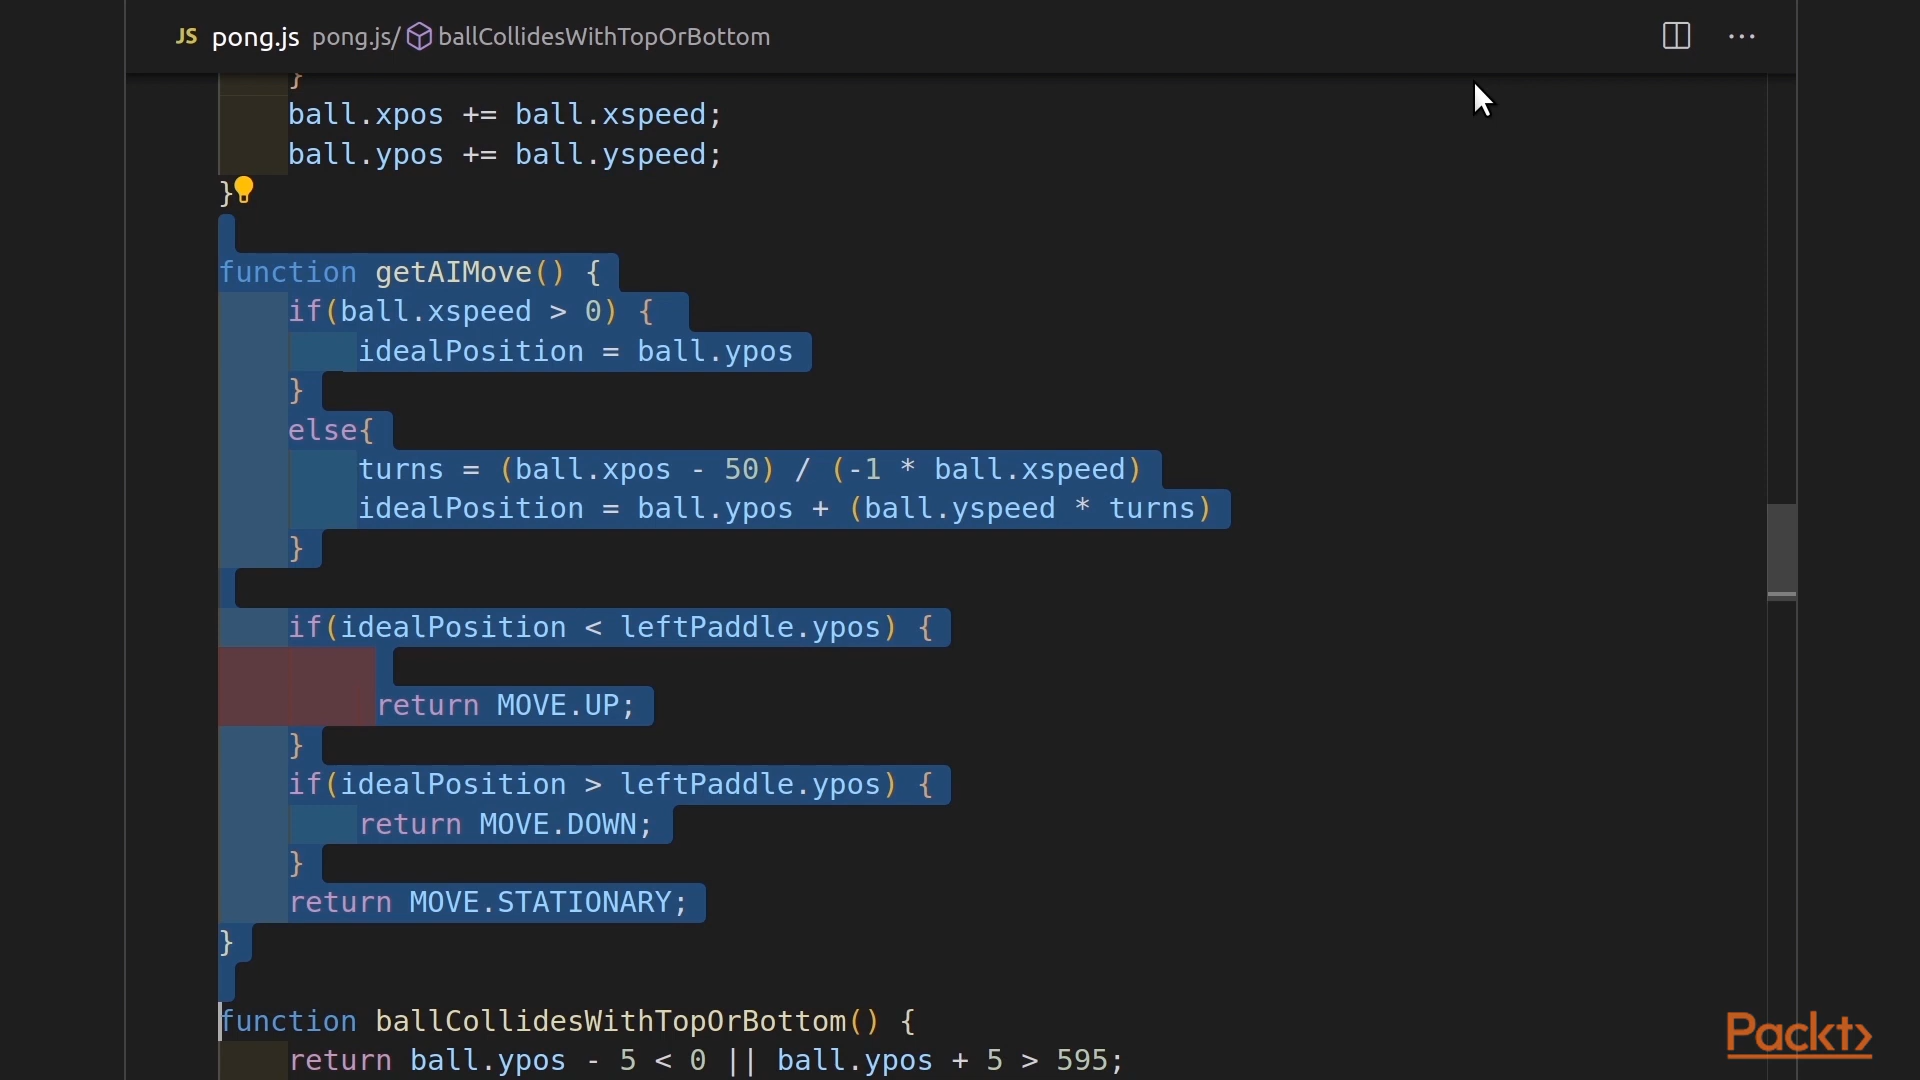 JS pong.js pong.js/ ballCollidesWithTopOrBottom ...
}
ball.xpos += ball.xspeed;
ball.ypos += ball.yspeed;
}
function getAIMove() {
if(ball.xspeed > 0) {
idealPosition = ball.ypos
}
else{
turns = (ball.xpos - 50) / (-1 * ball.xspeed)
idealPosition = ball.ypos + (ball.yspeed * turns)
}
if(idealPosition < leftPaddle.ypos) {
return MOVE.UP;
}
if(idealPosition > leftPaddle.ypos) {
return MOVE.DOWN;
}
return MOVE.STATIONARY;
}
function ballCollidesWithTopOrBottom() {
return ball.ypos - 5 < 0 || ball.ypos + 5 > 595;
Packt>